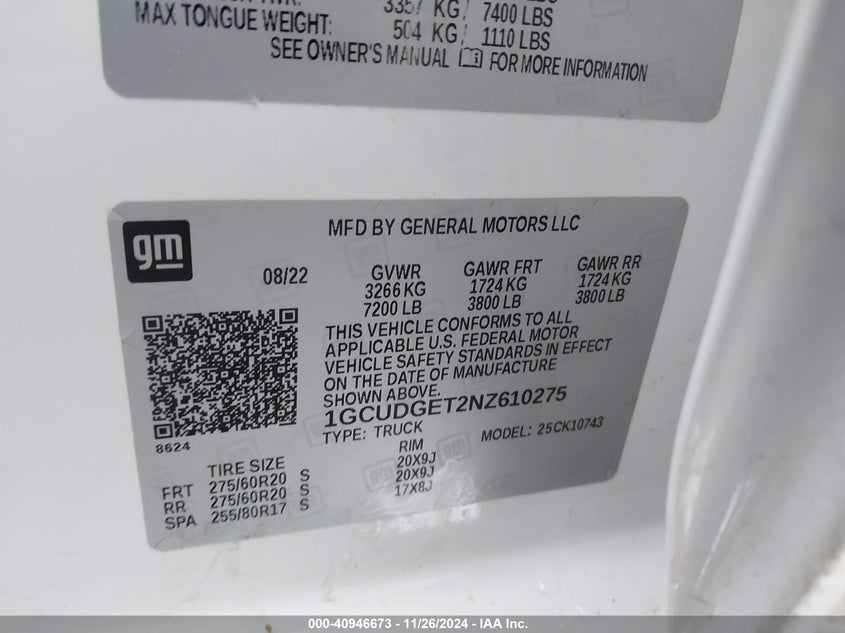 3357 KG/ 7400 LBS
MAX TONGUE WEIGHT: 504 KG/ 1110 LBS
SEE OWNER'S MANUAL FOR MORE INFORMATION
gm
MFD BY GENERAL MOTORS LLC
08/22 GVWR GAWR FRT GAWR RR
3266 KG 1724 KG 1724 KG
7200 LB 3800 LB 3800 LB
THIS VEHICLE CONFORMS TO ALL
APPLICABLE U.S. FEDERAL MOTOR
VEHICLE SAFETY STANDARDS IN EFFECT
ON THE DATE OF MANUFACTURE
SHOWN ABOVE.
1GCUDGET2NZ610275
TYPE: TRUCK MODEL: 25CK10743
8624
TIRE SIZE RIM
FRT 275/60R20 S 20X9J
RR 275/60R20 S 20X9J
SPA 255/80R17 S 17X8J
000-40946673 - 11/26/2024 - IAA Inc.